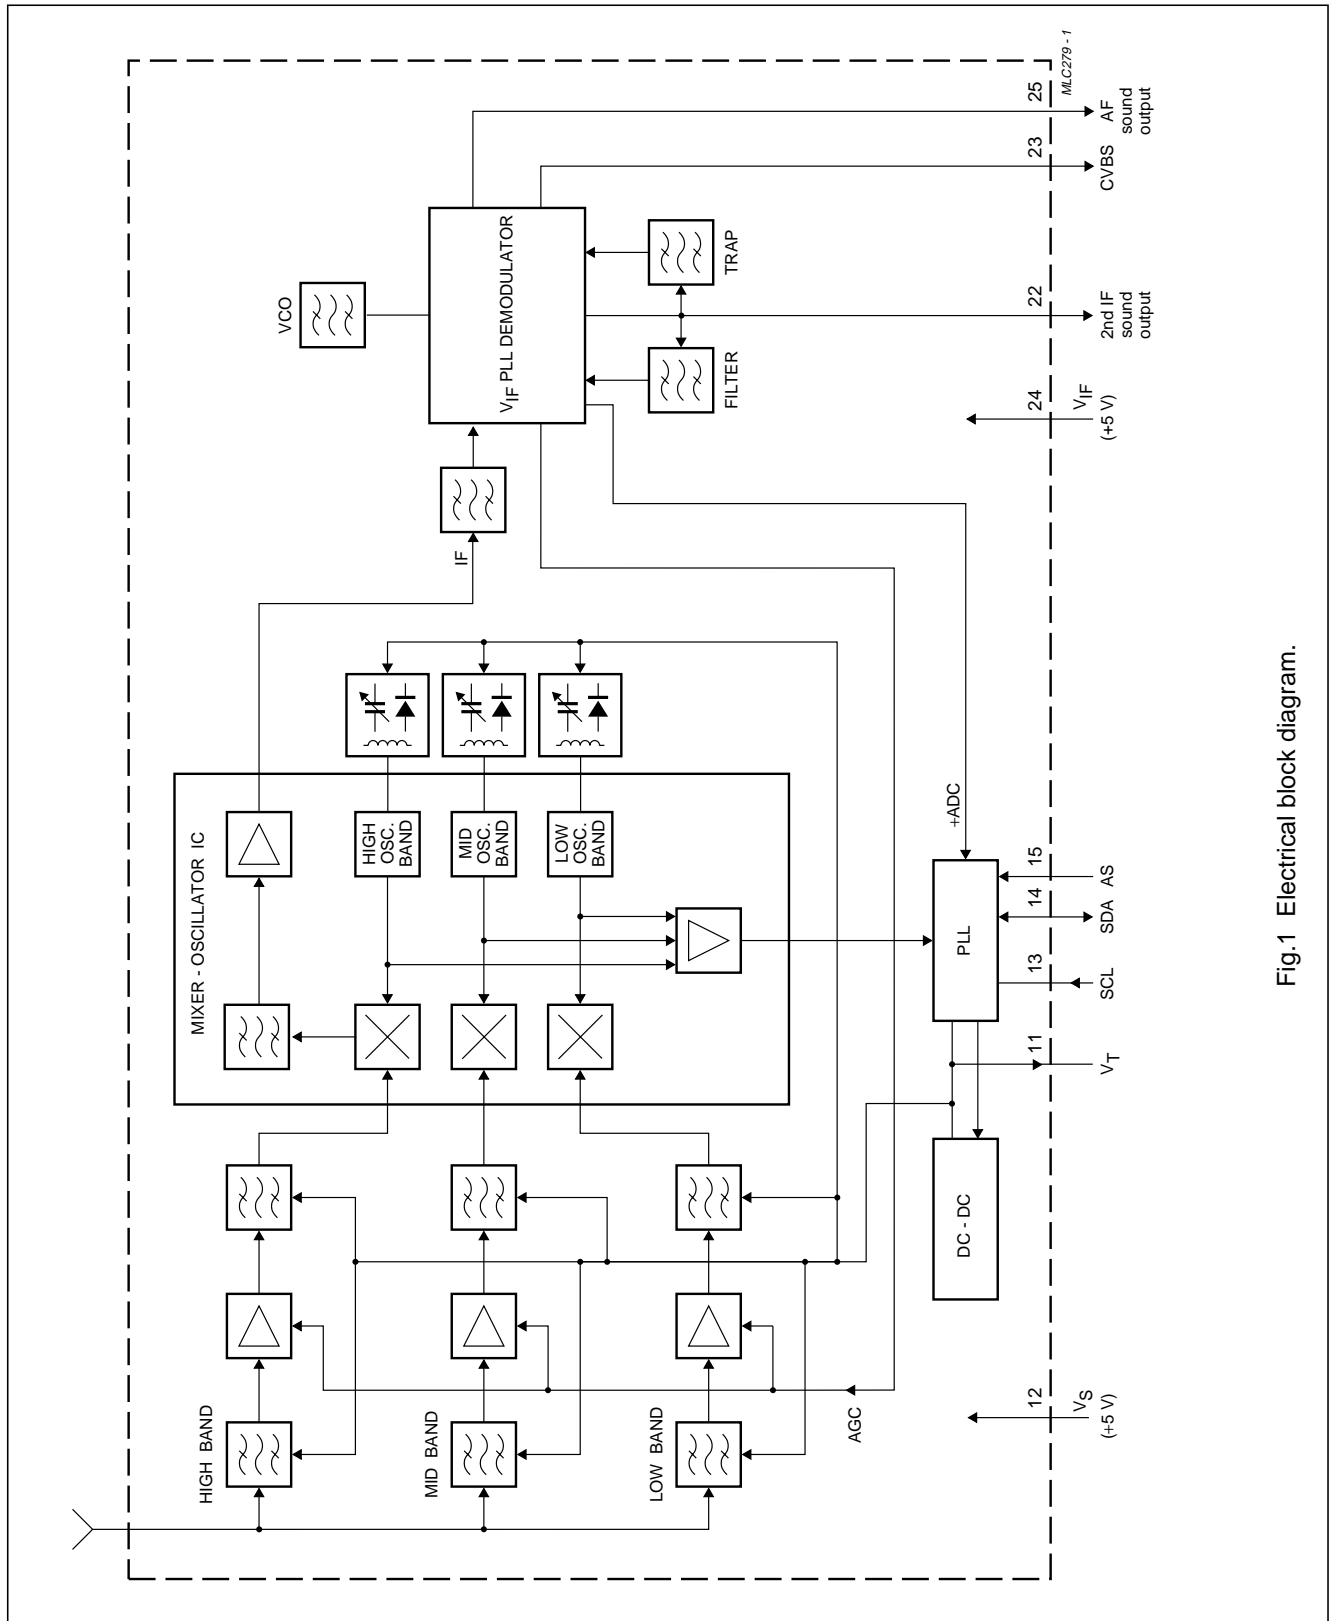 HIGH BAND
MID BAND
LOW BAND
AGC
MIXER - OSCILLATOR IC
HIGH
OSC.
BAND
MID
OSC.
BAND
LOW
OSC.
BAND
IF
VCO
VIF PLL DEMODULATOR
FILTER
TRAP
DC - DC
PLL
+ADC
12
VS
(+5 V)
11
VT
13
SCL
14
SDA
15
AS
24
VIF
(+5 V)
22
2nd IF
sound
output
23
CVBS
25
AF
sound
output
MLC279 - 1
Fig.1 Electrical block diagram.